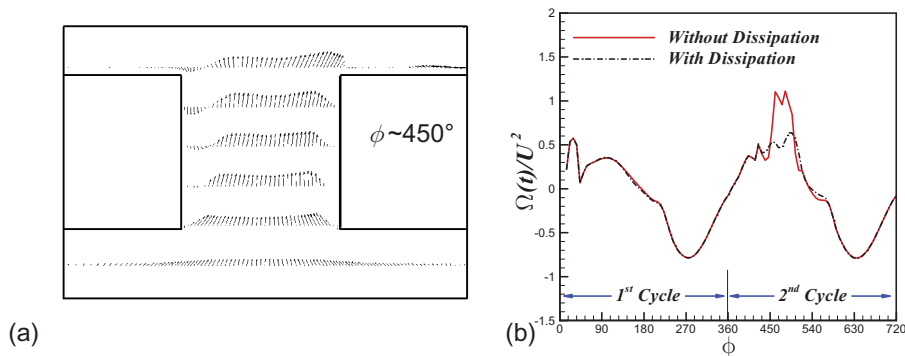 ϕ~450°
(a)
Ω(t)/U²
2
1.5
1
0.5
0
-0.5
-1
-1.5
Without Dissipation
With Dissipation
1st Cycle
2nd Cycle
0 90 180 270 360 450 540 630 720
ϕ
(b)